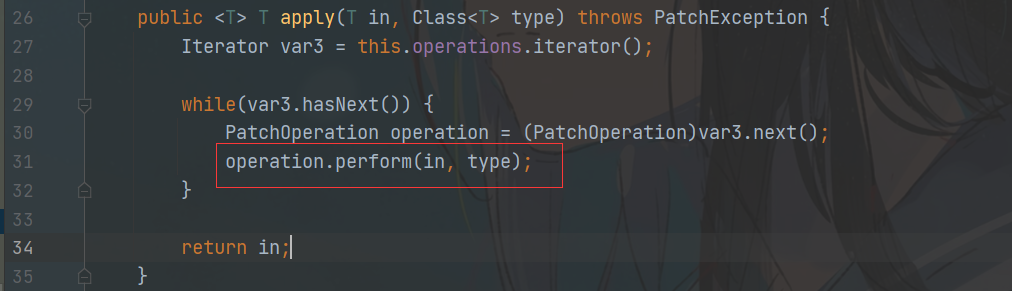 26 public <T> T apply(T in, Class<T> type) throws PatchException {
27 Iterator var3 = this.operations.iterator();
28
29 while(var3.hasNext()) {
30 PatchOperation operation = (PatchOperation)var3.next();
31 operation.perform(in, type);
32 }
33
34 return in;
35 }